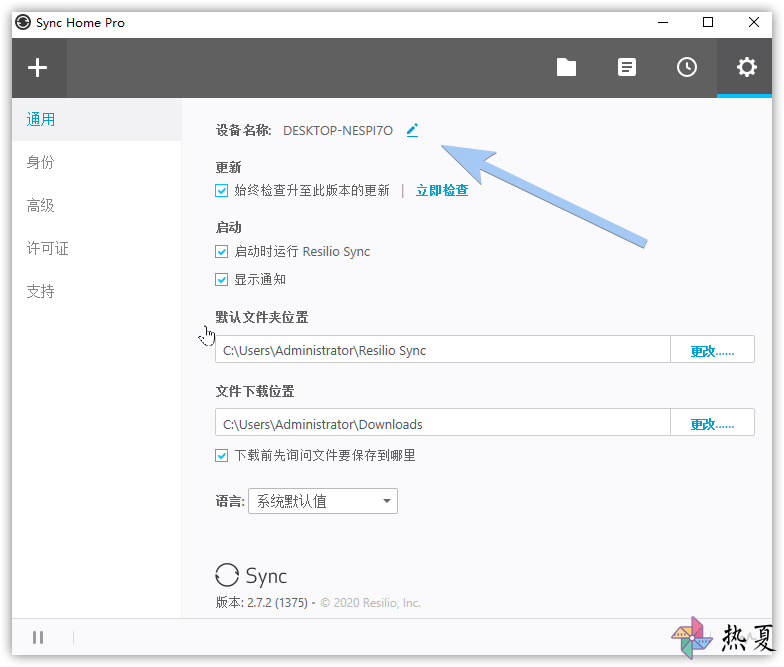 Sync Home Pro
通用
身份
高级
许可证
支持
设备名称: DESKTOP-NESPI7O
更新
始终检查升至此版本的更新 | 立即检查
启动
启动时运行 Resilio Sync
显示通知
默认文件夹位置
C:\Users\Administrator\Resilio Sync 更改......
文件下载位置
C:\Users\Administrator\Downloads 更改......
下载前先询问文件要保存到哪里
语言: 系统默认值
Sync
版本: 2.7.2 (1375) - © 2020 Resilio, Inc.
热夏